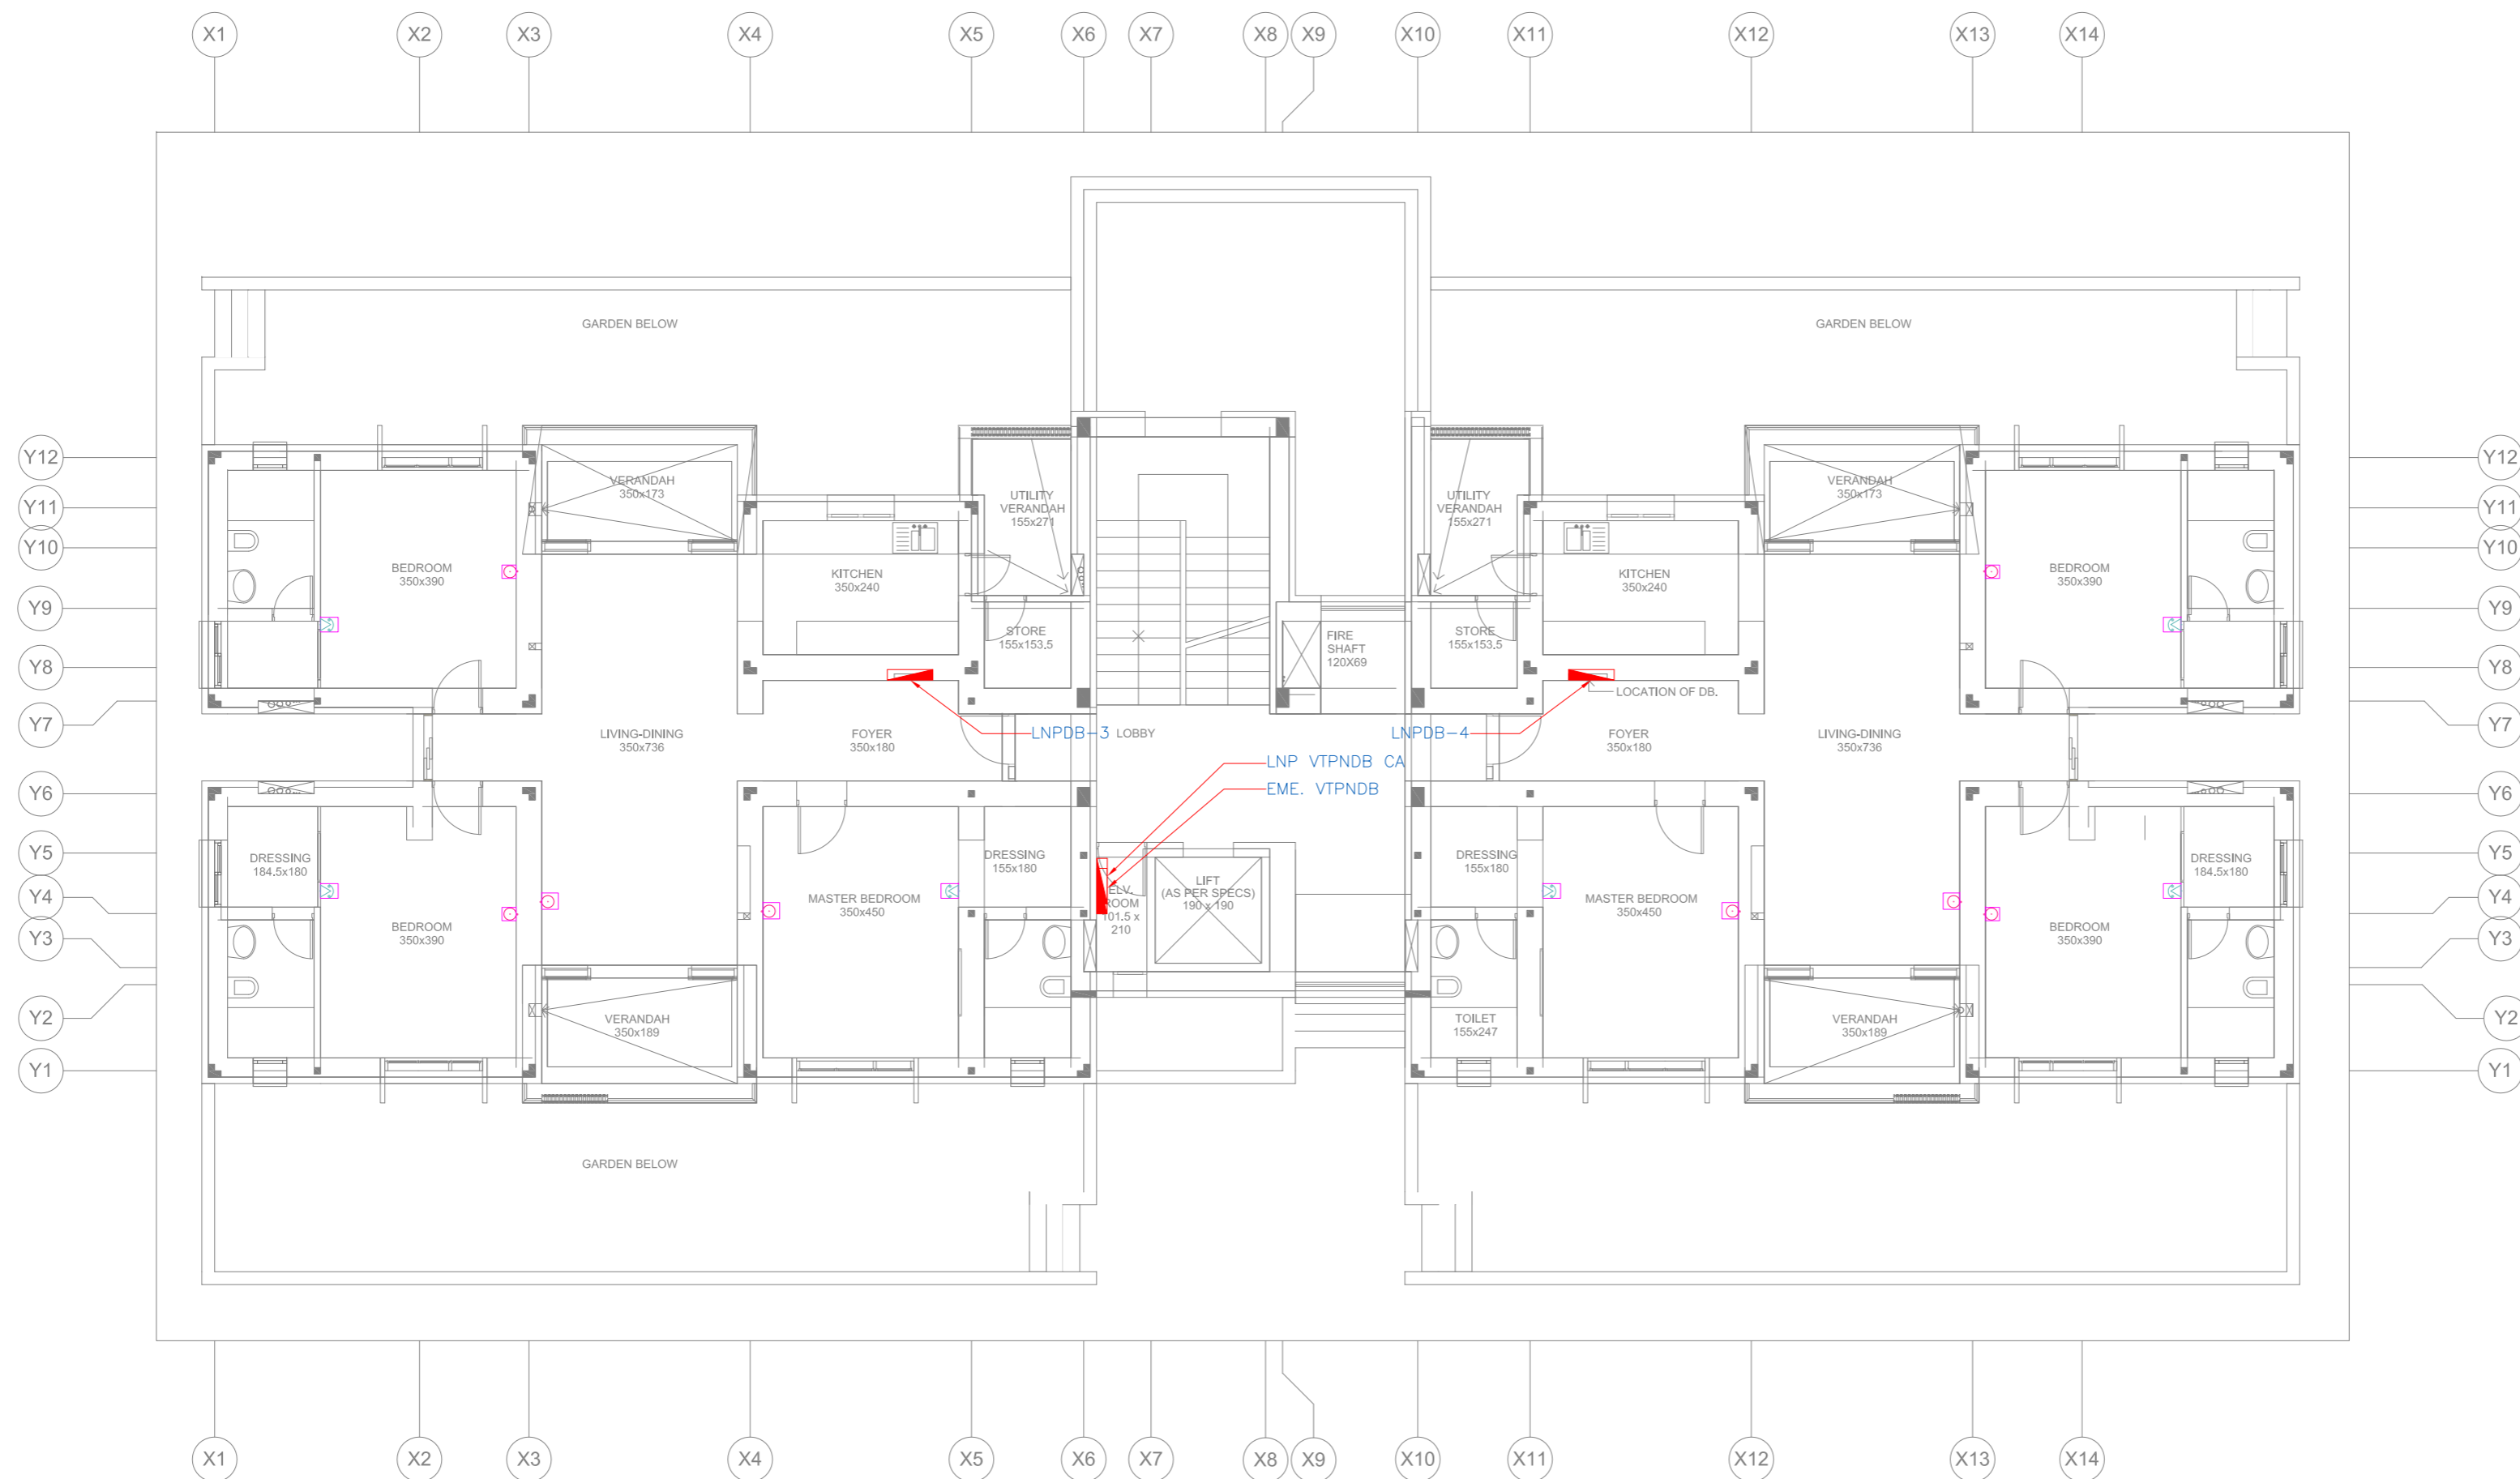 X1 X2 X3 X4 X5 X6 X7 X8 X9 X10 X11 X12 X13 X14
GARDEN BELOW
GARDEN BELOW
Y12
Y12
VERANDAH
350x173
VERANDAH
350x173
Y11
Y11
UTILITY
VERANDAH
155x271
UTILITY
VERANDAH
155x271
Y10
Y10
BEDROOM
350x390
KITCHEN
350x240
KITCHEN
350x240
BEDROOM
350x390
Y9
Y9
STORE
155x153.5
FIRE
SHAFT
120X69
STORE
155x153.5
Y8
Y8
LOCATION OF DB.
Y7
Y7
LIVING-DINING
350x736
FOYER
350x180
LNPDB-3
LOBBY
LNPDB-4
FOYER
350x180
LIVING-DINING
350x736
LNP VTPNDB CA
EME. VTPNDB
Y6
Y6
Y5
Y5
DRESSING
184.5x180
DRESSING
155x180
DRESSING
155x180
DRESSING
184.5x180
Y4
Y4
MASTER BEDROOM
350x450
ELV.
ROOM
101.5 x
210
LIFT
(AS PER SPECS)
190 x 190
MASTER BEDROOM
350x450
BEDROOM
350x390
BEDROOM
350x390
Y3
Y3
Y2
Y2
VERANDAH
350x189
TOILET
155x247
VERANDAH
350x189
Y1
Y1
GARDEN BELOW
X1 X2 X3 X4 X5 X6 X7 X8 X9 X10 X11 X12 X13 X14